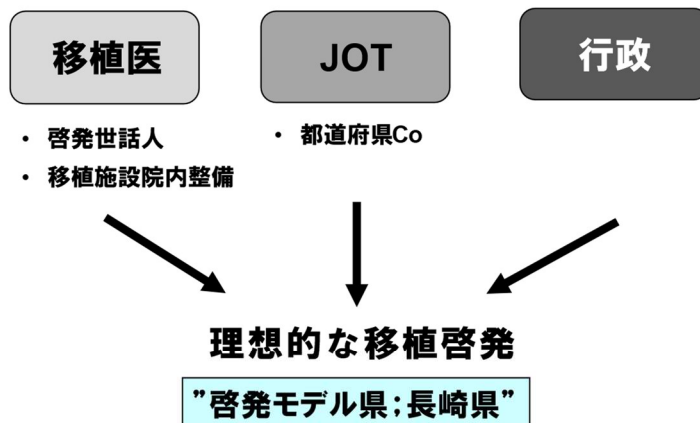 移植医
JOT
行政
・ 啓発世話人
・ 移植施設院内整備
・ 都道府県Co
理想的な移植啓発
”啓発モデル県；長崎県”